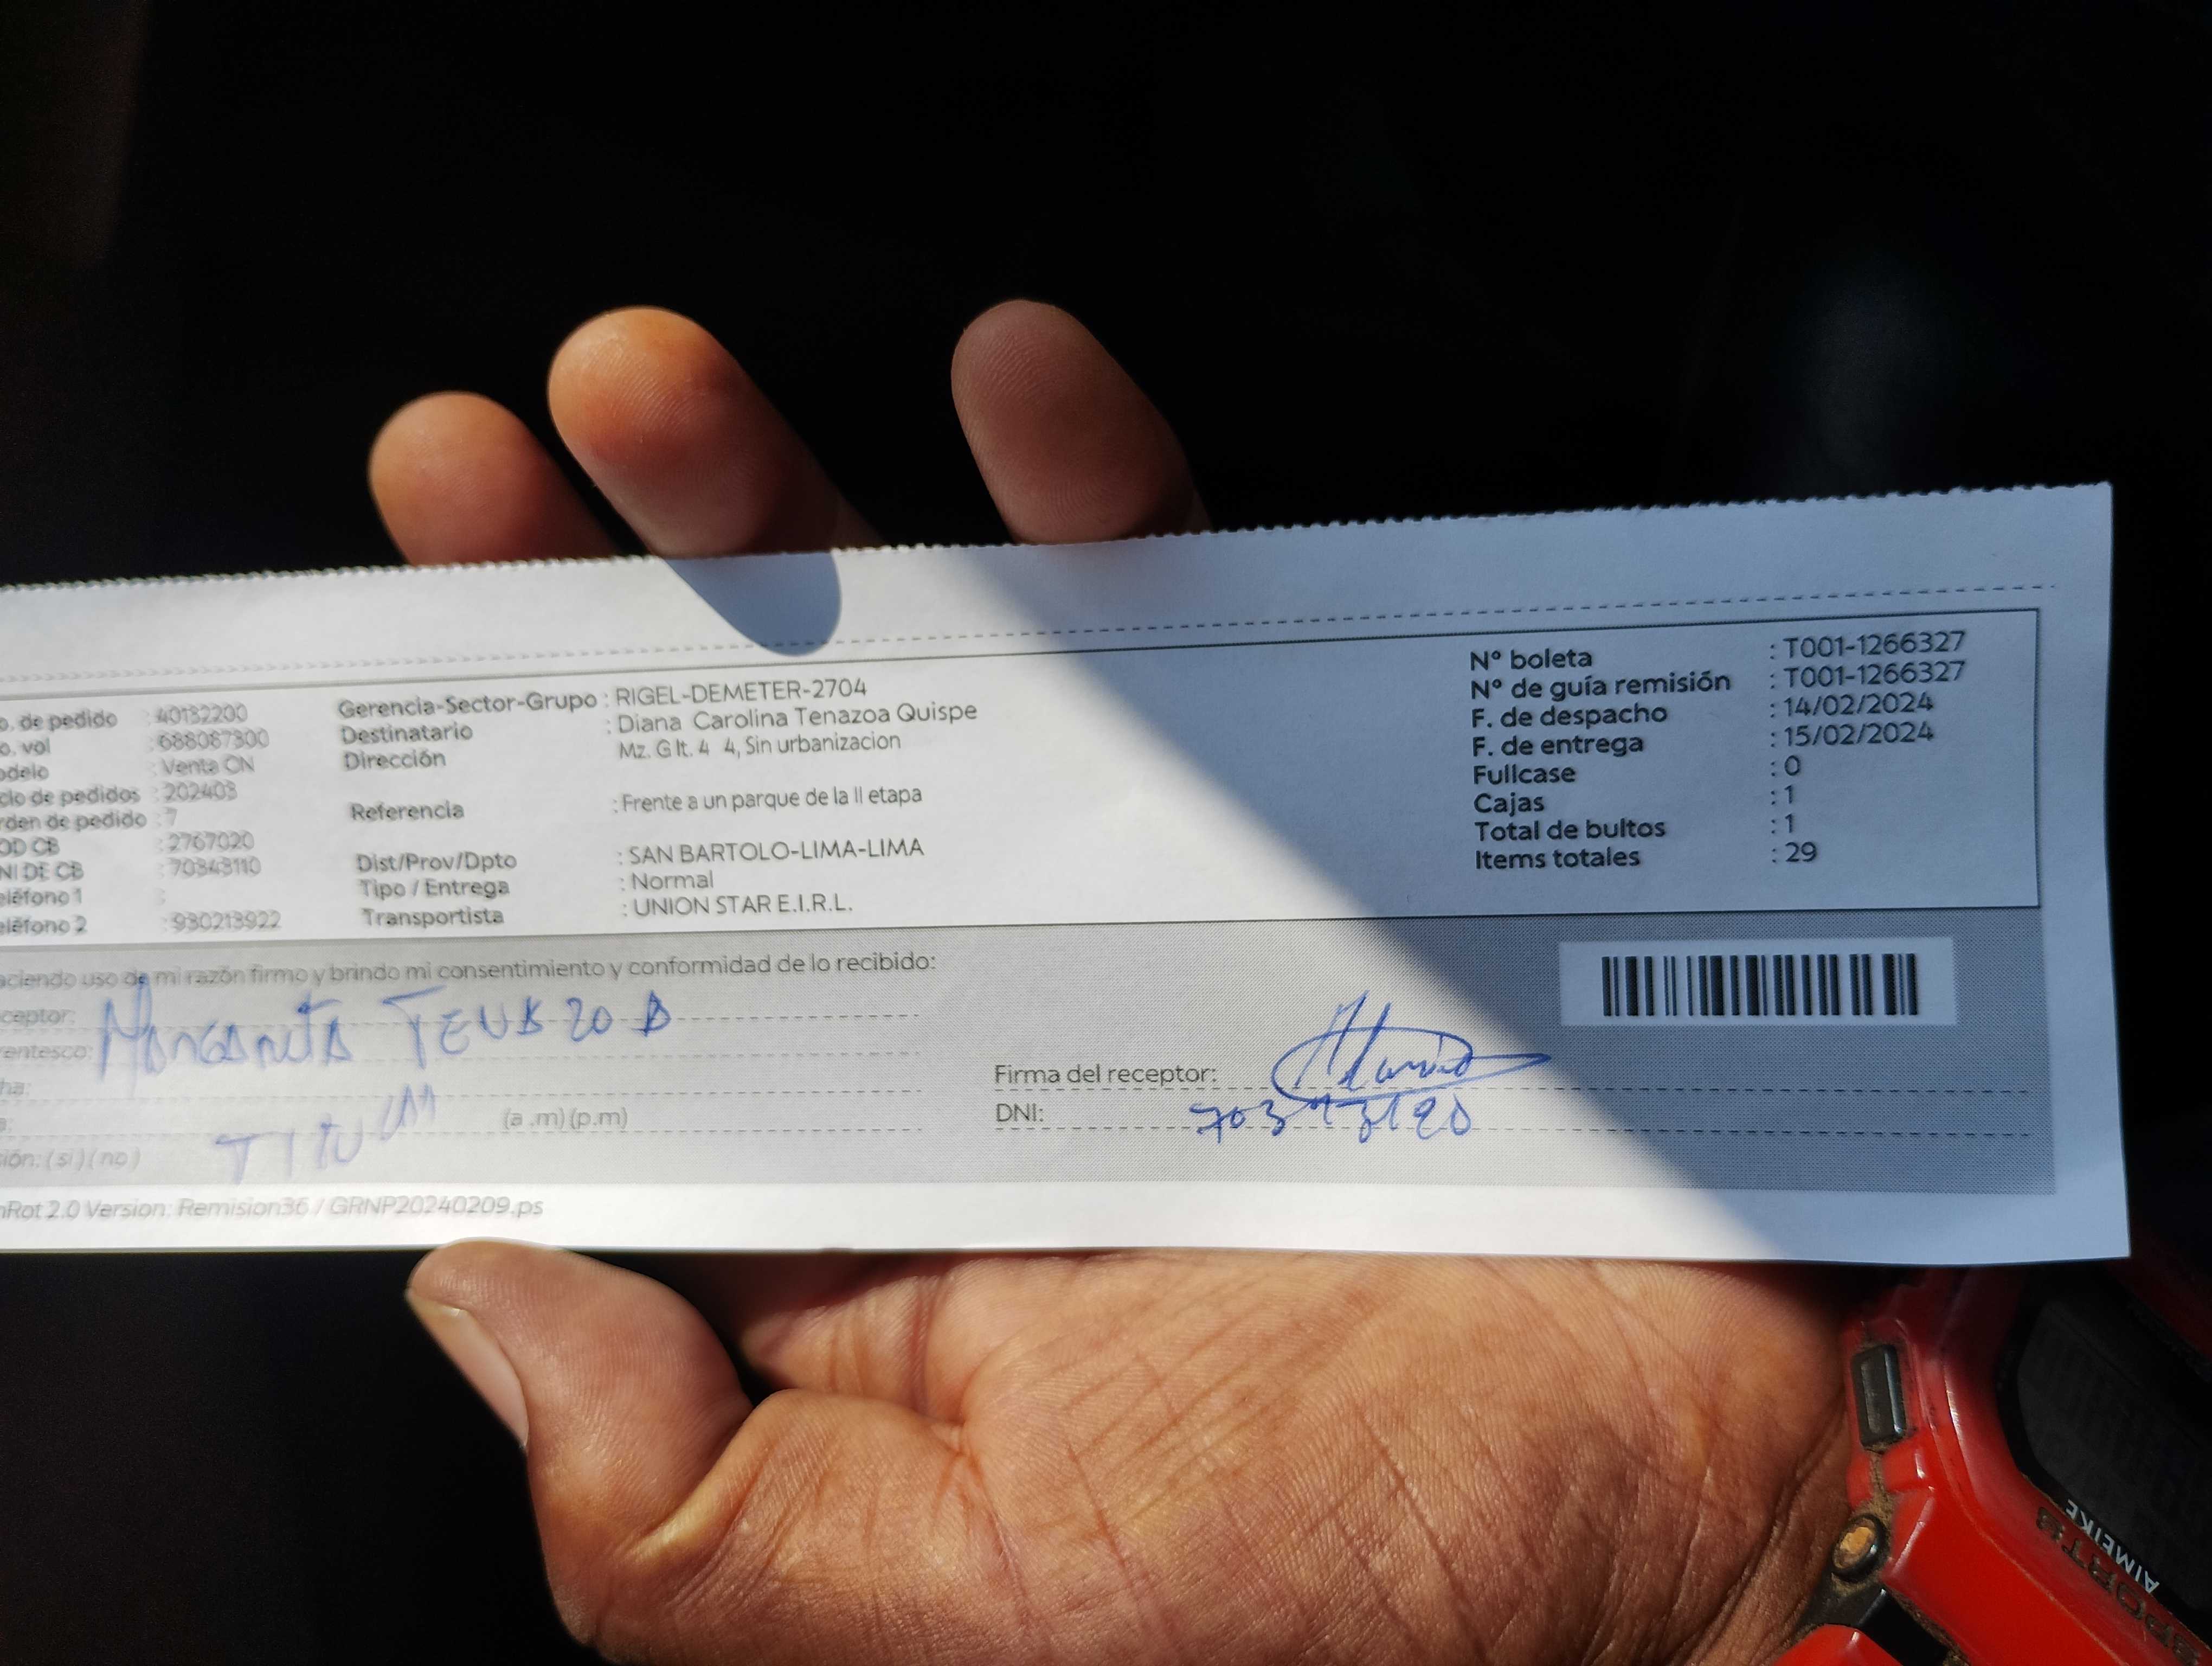 o. de pedido : 40132200
o. vol : 688087300
odelo : Venta CN
clo de pedidos : 202403
rden de pedido : 7
OD CB : 2767020
NI DE CB : 70343110
eléfono 1 :
eléfono 2 : 930213922
Gerencia-Sector-Grupo : RIGEL-DEMETER-2704
Destinatario : Diana Carolina Tenazoa Quispe
Dirección Mz. G lt. 4 4, Sin urbanizacion
Referencia : Frente a un parque de la II etapa
Dist/Prov/Dpto : SAN BARTOLO-LIMA-LIMA
Tipo / Entrega : Normal
Transportista : UNION STAR E.I.R.L.
N° boleta : T001-1266327
N° de guía remisión : T001-1266327
F. de despacho : 14/02/2024
F. de entrega : 15/02/2024
Fullcase : 0
Cajas : 1
Total de bultos : 1
Items totales : 29
aciendo uso de mi razón firmo y brindo mi consentimiento y conformidad de lo recibido:
ceptor:
rentesco:
ha:
a: (a .m) (p.m)
sión: ( si ) ( no )
Firma del receptor:
DNI:
nRot 2.0 Version: Remision36 / GRNP20240209.ps
AIMEIKE
SPORTS